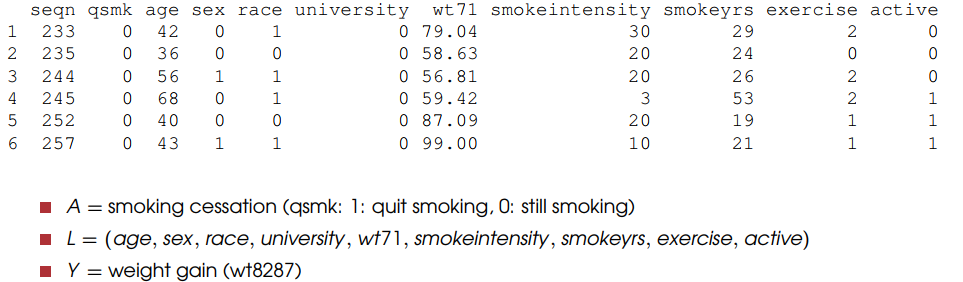 seqn qsmk age sex race university wt71 smokeintensity smokeyrs exercise active
1 233 0 42 0 1 0 79.04 30 29 2 0
2 235 0 36 0 0 0 58.63 20 24 0 0
3 244 0 56 1 1 0 56.81 20 26 2 0
4 245 0 68 0 1 0 59.42 3 53 2 1
5 252 0 40 0 0 0 87.09 20 19 1 1
6 257 0 43 1 1 0 99.00 10 21 1 1
A = smoking cessation (qsmk: 1: quit smoking, 0: still smoking)
L = (age, sex, race, university, wt71, smokeintensity, smokeyrs, exercise, active)
Y = weight gain (wt8287)